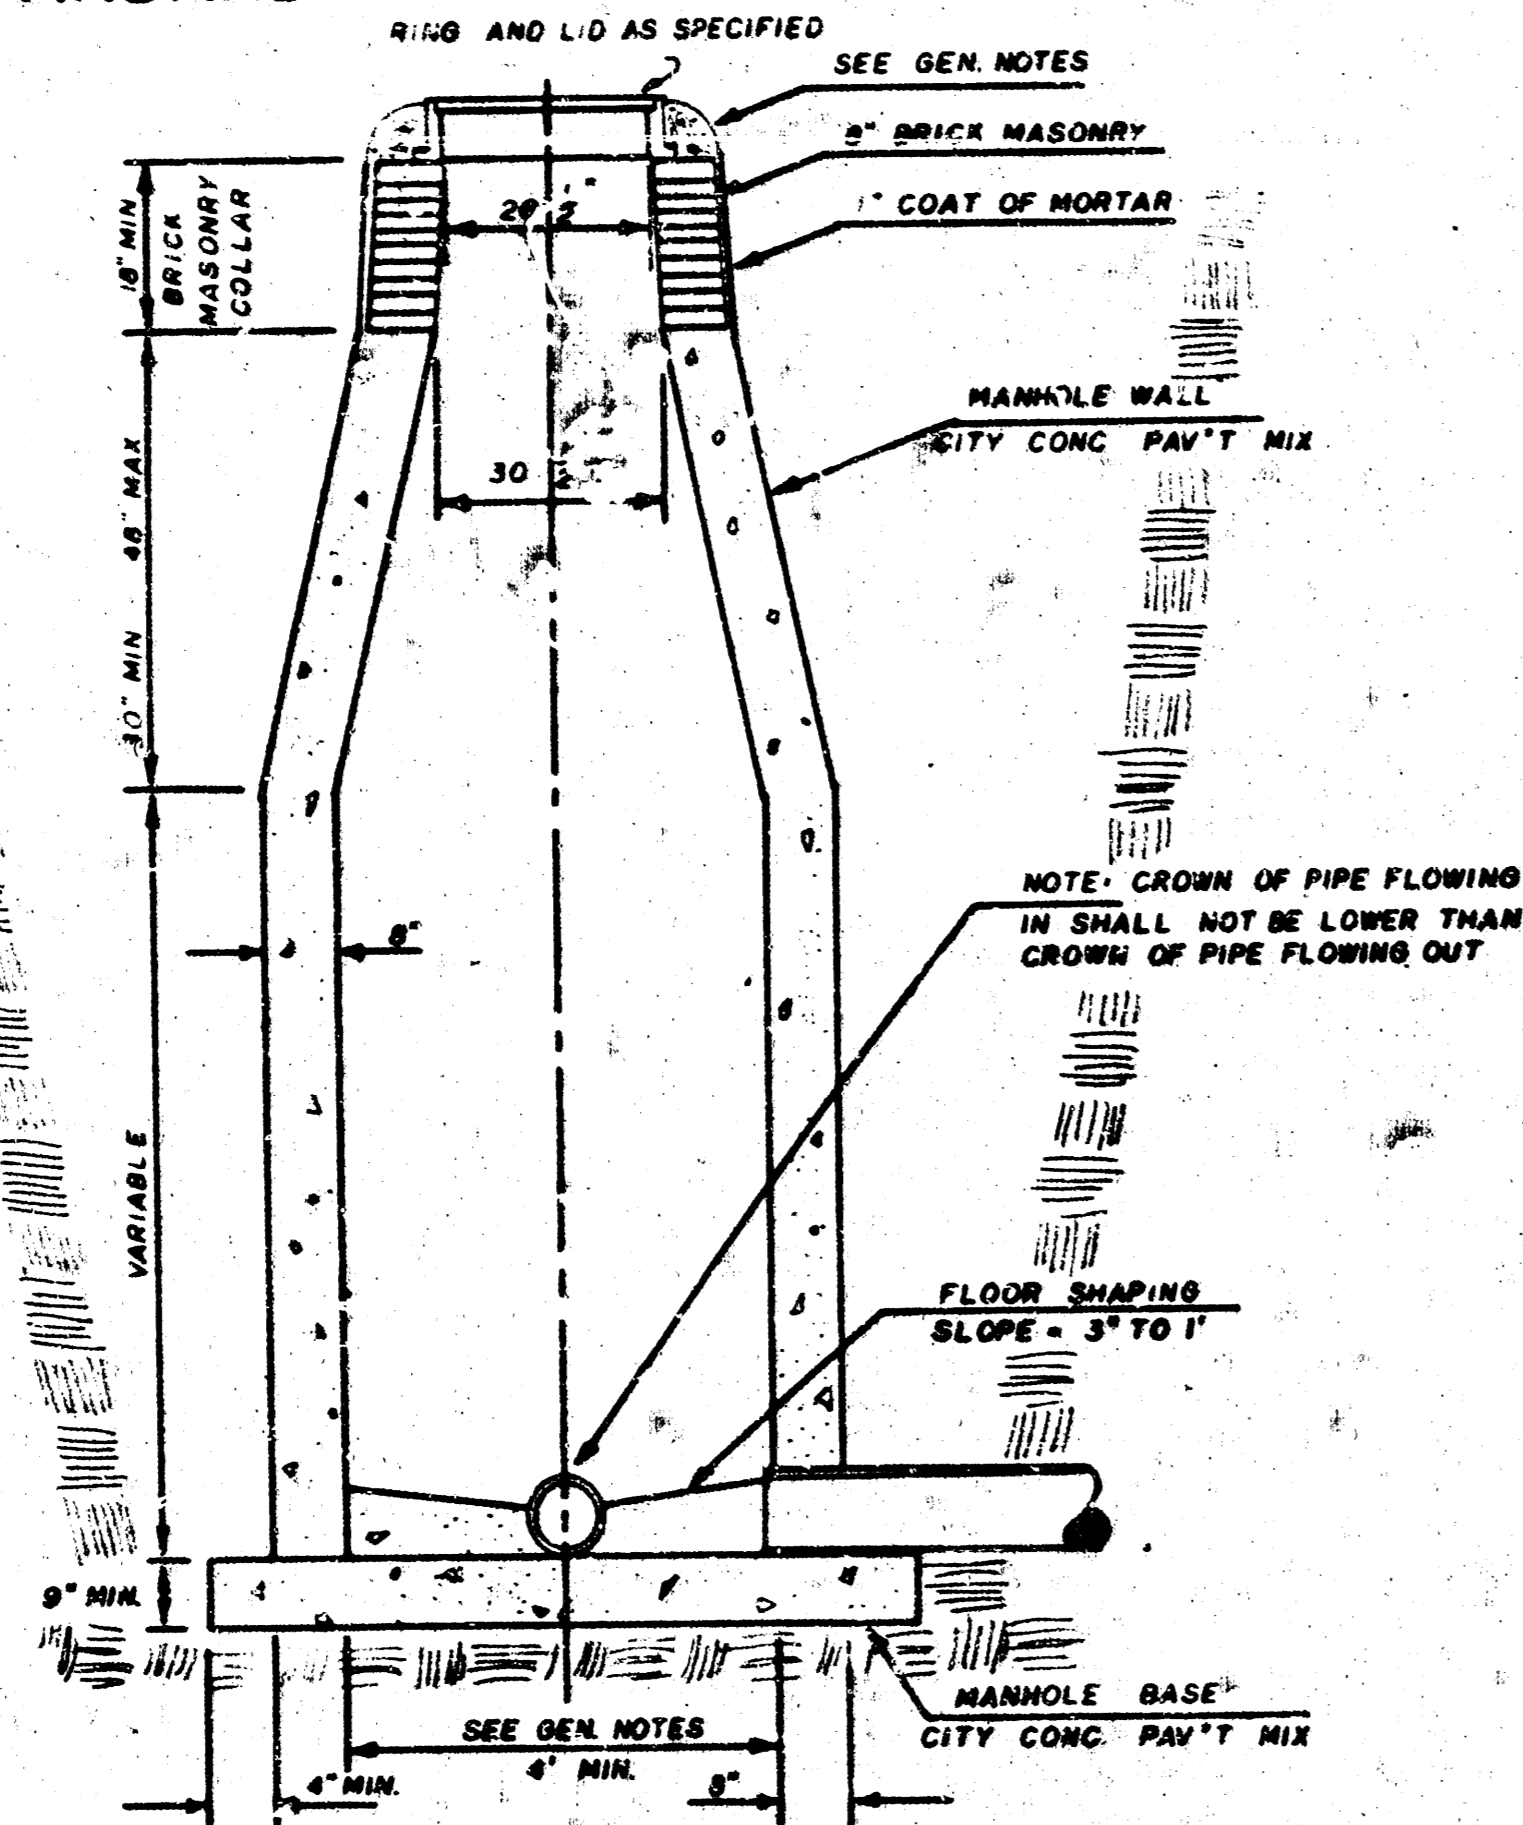 RING AND LID AS SPECIFIED
SEE GEN. NOTES
8" BRICK MASONRY
1" COAT OF MORTAR
18" MIN
BRICK
MASONRY
COLLAR
MANHOLE WALL
CITY CONC PAV'T MIX
30
30" MIN 48" MAX
NOTE: CROWN OF PIPE FLOWING
IN SHALL NOT BE LOWER THAN
CROWN OF PIPE FLOWING OUT
8"
VARIABLE
FLOOR SHAPING
SLOPE = 3" TO 1'
9" MIN.
MANHOLE BASE
CITY CONC. PAV'T MIX
SEE GEN. NOTES
4' MIN.
4" MIN.
8"